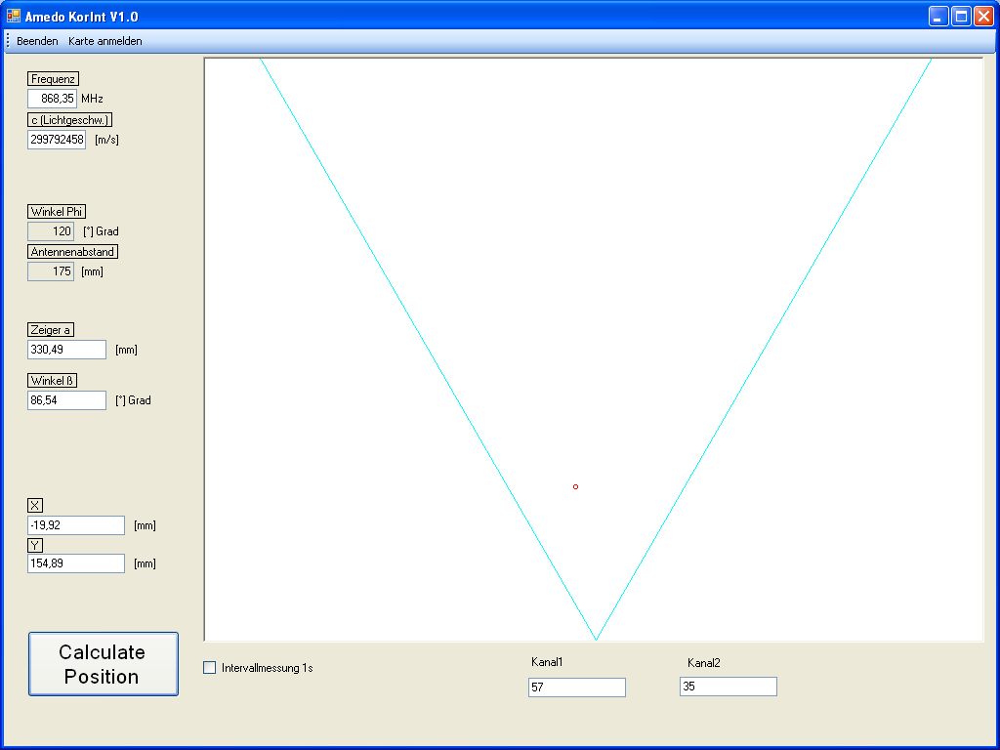 Amedo KorInt V1.0
Beenden Karte anmelden
Frequenz
868,35 MHz
c (Lichtgeschw.)
299792458 [m/s]
Winkel Phi
120 [°] Grad
Antennenabstand
175 [mm]
Zeiger a
330,49 [mm]
Winkel ß
86,54 [°] Grad
X
-19,92 [mm]
Y
154,89 [mm]
Calculate
Position
Intervallmessung 1s
Kanal1
57
Kanal2
35